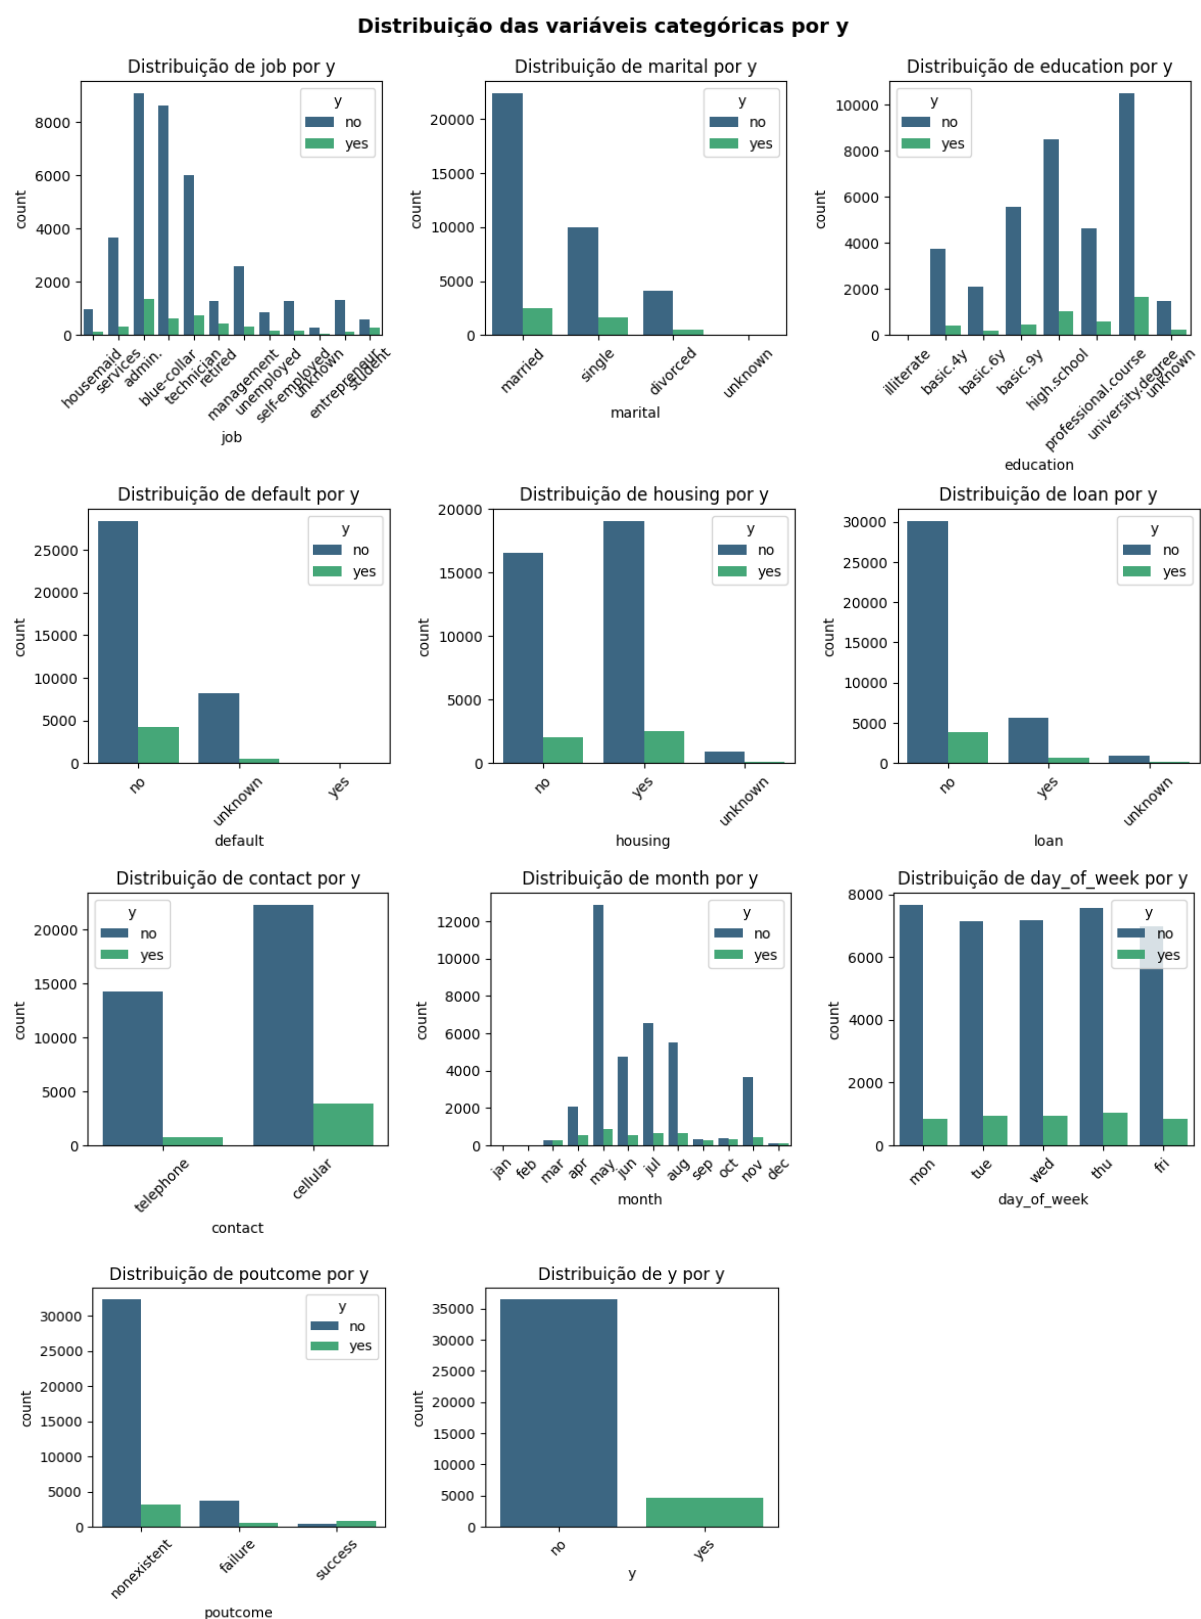 Distribuição das variáveis categóricas por y
Distribuição de job por y
count
8000
6000
4000
2000
0
y
no
yes
housemaid
services
admin.
blue-collar
technician
retired
management
unemployed
self-employed
unknown
entrepreneur
student
job
Distribuição de marital por y
count
20000
15000
10000
5000
0
y
no
yes
married
single
divorced
unknown
marital
Distribuição de education por y
count
10000
8000
6000
4000
2000
0
y
no
yes
illiterate
basic.4y
basic.6y
basic.9y
high.school
professional.course
university.degree
unknown
education
Distribuição de default por y
count
25000
20000
15000
10000
5000
0
y
no
yes
no
unknown
yes
default
Distribuição de housing por y
count
20000
17500
15000
12500
10000
7500
5000
2500
0
y
no
yes
no
yes
unknown
housing
Distribuição de loan por y
count
30000
25000
20000
15000
10000
5000
0
y
no
yes
no
yes
unknown
loan
Distribuição de contact por y
count
20000
15000
10000
5000
0
y
no
yes
telephone
cellular
contact
Distribuição de month por y
count
12000
10000
8000
6000
4000
2000
0
y
no
yes
jan
feb
mar
apr
may
jun
jul
aug
sep
oct
nov
dec
month
Distribuição de day_of_week por y
count
8000
6000
4000
2000
0
y
no
yes
mon
tue
wed
thu
fri
day_of_week
Distribuição de poutcome por y
count
30000
25000
20000
15000
10000
5000
0
y
no
yes
nonexistent
failure
success
poutcome
Distribuição de y por y
count
35000
30000
25000
20000
15000
10000
5000
0
no
yes
y